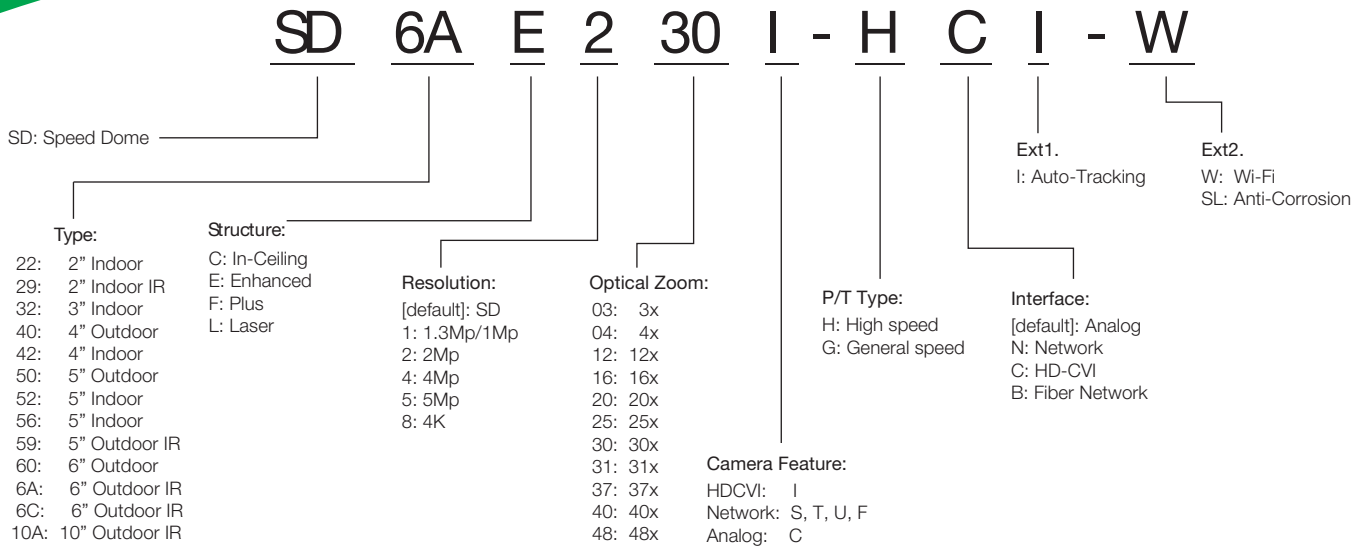 SD 6A E 2 30 I - H C I - W
SD: Speed Dome
Type:
22: 2” Indoor
29: 2” Indoor IR
32: 3” Indoor
40: 4” Outdoor
42: 4” Indoor
50: 5” Outdoor
52: 5” Indoor
56: 5” Indoor
59: 5” Outdoor IR
60: 6” Outdoor
6A: 6” Outdoor IR
6C: 6” Outdoor IR
10A: 10” Outdoor IR
Structure:
C: In-Ceiling
E: Enhanced
F: Plus
L: Laser
Resolution:
[default]: SD
1: 1.3Mp/1Mp
2: 2Mp
4: 4Mp
5: 5Mp
8: 4K
Optical Zoom:
03: 3x
04: 4x
12: 12x
16: 16x
20: 20x
25: 25x
30: 30x
31: 31x
37: 37x
40: 40x
48: 48x
Camera Feature:
HDCVI: I
Network: S, T, U, F
Analog: C
P/T Type:
H: High speed
G: General speed
Interface:
[default]: Analog
N: Network
C: HD-CVI
B: Fiber Network
Ext1.
I: Auto-Tracking
Ext2.
W: Wi-Fi
SL: Anti-Corrosion